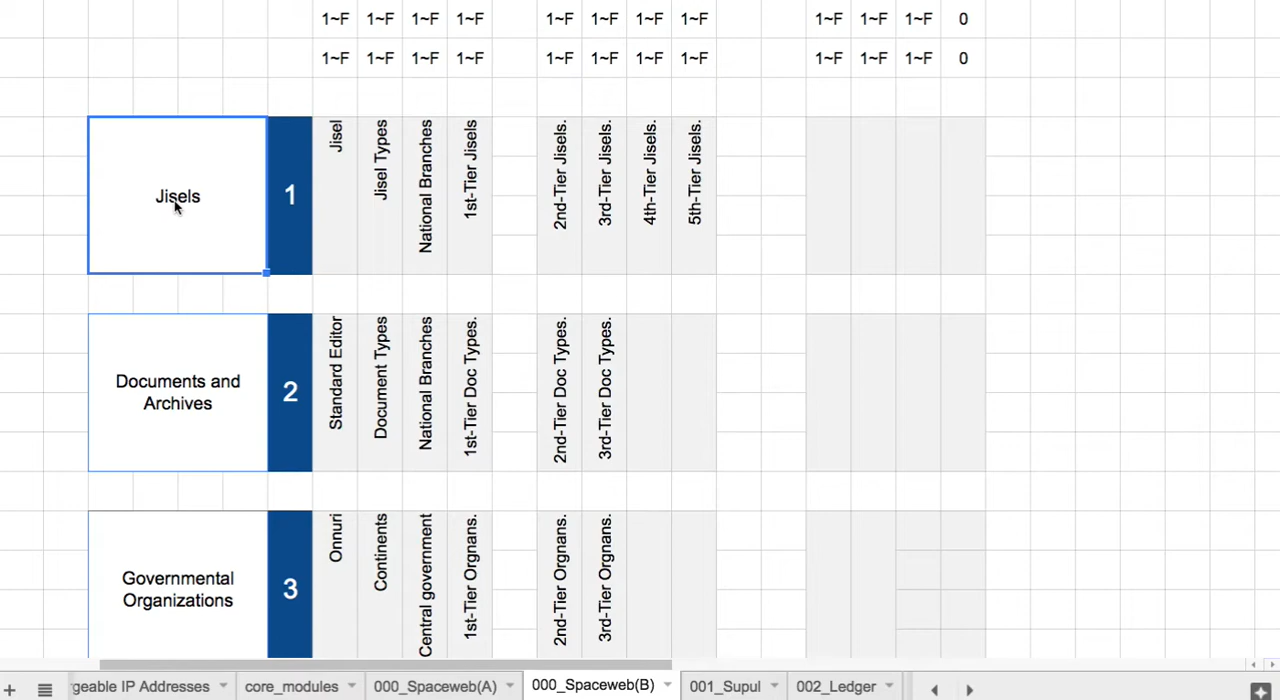 1~F 1~F 1~F 1~F 1~F 1~F 1~F 1~F 1~F 1~F 1~F 0
1~F 1~F 1~F 1~F 1~F 1~F 1~F 1~F 1~F 1~F 1~F 0
Jisels
1
Jisel
Jisel Types
National Branches
1st-Tier Jisels
2nd-Tier Jisels.
3rd-Tier Jisels.
4th-Tier Jisels.
5th-Tier Jisels.
Documents and
Archives
2
Standard Editor
Document Types
National Branches
1st-Tier Doc Types.
2nd-Tier Doc Types.
3rd-Tier Doc Types.
Governmental
Organizations
3
Onnuri
Continents
Central government
1st-Tier Orgnans.
2nd-Tier Orgnans.
3rd-Tier Orgnans.
geable IP Addresses core_modules 000_Spaceweb(A) 000_Spaceweb(B) 001_Supul 002_Ledger